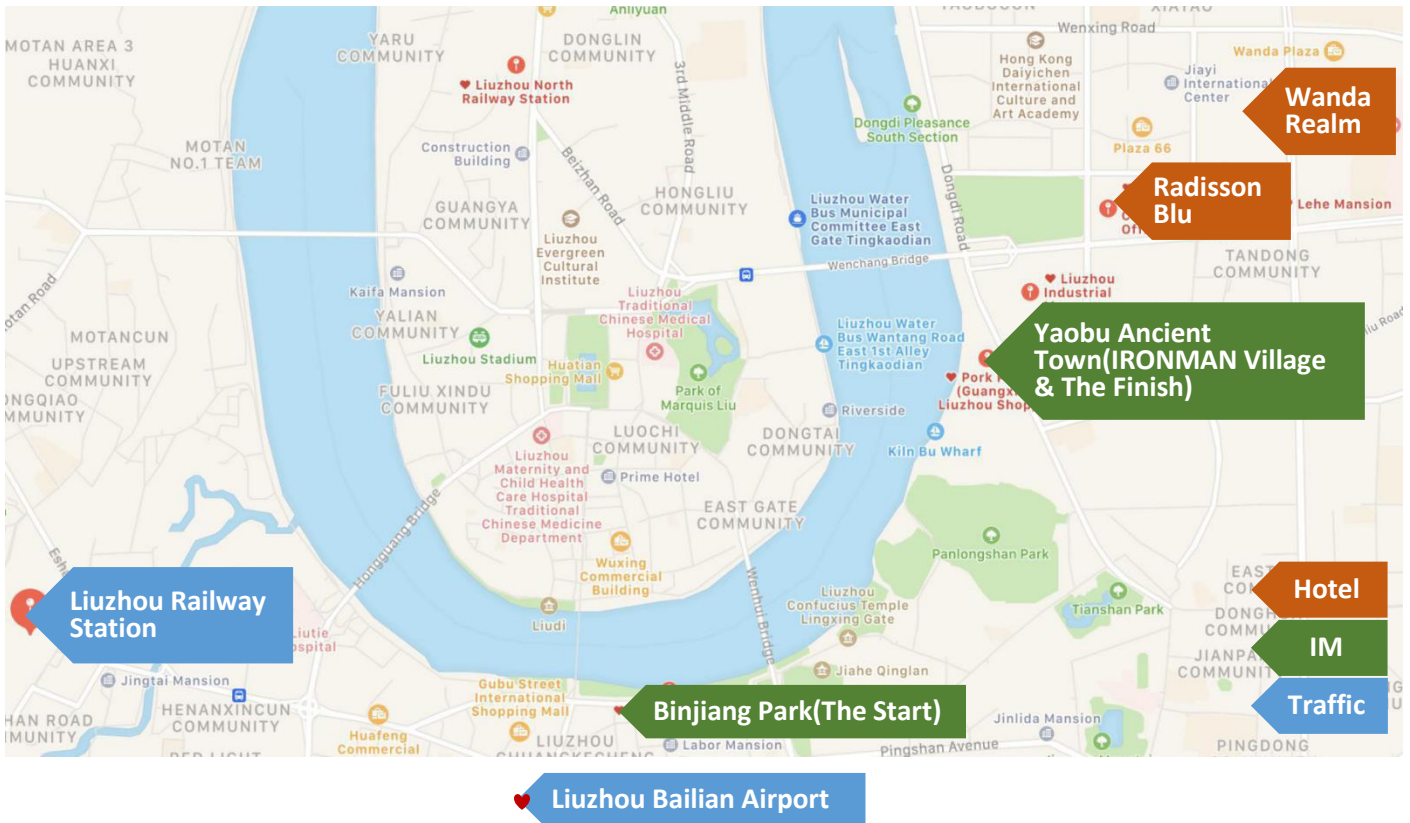 Anliyuan
Wenxing Road
MOTAN AREA 3
HUANXI
COMMUNITY
YARU
COMMUNITY
DONGLIN
COMMUNITY
3rd Middle Road
Hong Kong
Daiyichen
International
Culture and
Art Academy
Wanda Plaza
Jiayi
International
Center
Wanda
Realm
♥ Liuzhou North
Railway Station
Dongdi Pleasance
South Section
Plaza 66
MOTAN
NO.1 TEAM
Construction
Building
Beizhan Road
HONGLIU
COMMUNITY
Dongdi Road
Radisson
Blu
Lehe Mansion
GUANGYA
COMMUNITY
Liuzhou
Evergreen
Cultural
Institute
Liuzhou Water
Bus Municipal
Committee East
Gate Tingkaodian
Wenchang Bridge
TANDONG
COMMUNITY
Motan Road
Kaifa Mansion
YALIAN
COMMUNITY
Liuzhou
Traditional
Chinese Medical
Hospital
♥ Liuzhou
Industrial
MOTANCUN
UPSTREAM
COMMUNITY
Liuzhou Stadium
Huatian
Shopping Mall
Liuzhou Water
Bus Wantang Road
East 1st Alley
Tingkaodian
Yaobu Ancient
Town(IRONMAN Village
& The Finish)
FULIU XINDU
COMMUNITY
Park of
Marquis Liu
Riverside
♥ Pork
Liuzhou
LUOCHI
COMMUNITY
DONGTAI
COMMUNITY
Kiln Bu Wharf
Liuzhou
Maternity and
Child Health
Care Hospital
Traditional
Chinese Medicine
Department
Prime Hotel
EAST GATE
COMMUNITY
Hongguang Bridge
Wuxing
Commercial
Building
Panlongshan Park
Liuzhou Railway
Station
Liudi
Wenhui Bridge
Liuzhou
Confucius Temple
Lingxing Gate
Tianshan Park
EAST
Hotel
IM
Traffic
Jiahe Qinglan
Jingtai Mansion
HENANXINCUN
COMMUNITY
Gubu Street
International
Shopping Mall
Binjiang Park(The Start)
Huafeng
Commercial
LIUZHOU
Labor Mansion
Jinlida Mansion
Pingshan Avenue
PINGDONG
Liuzhou Bailian Airport